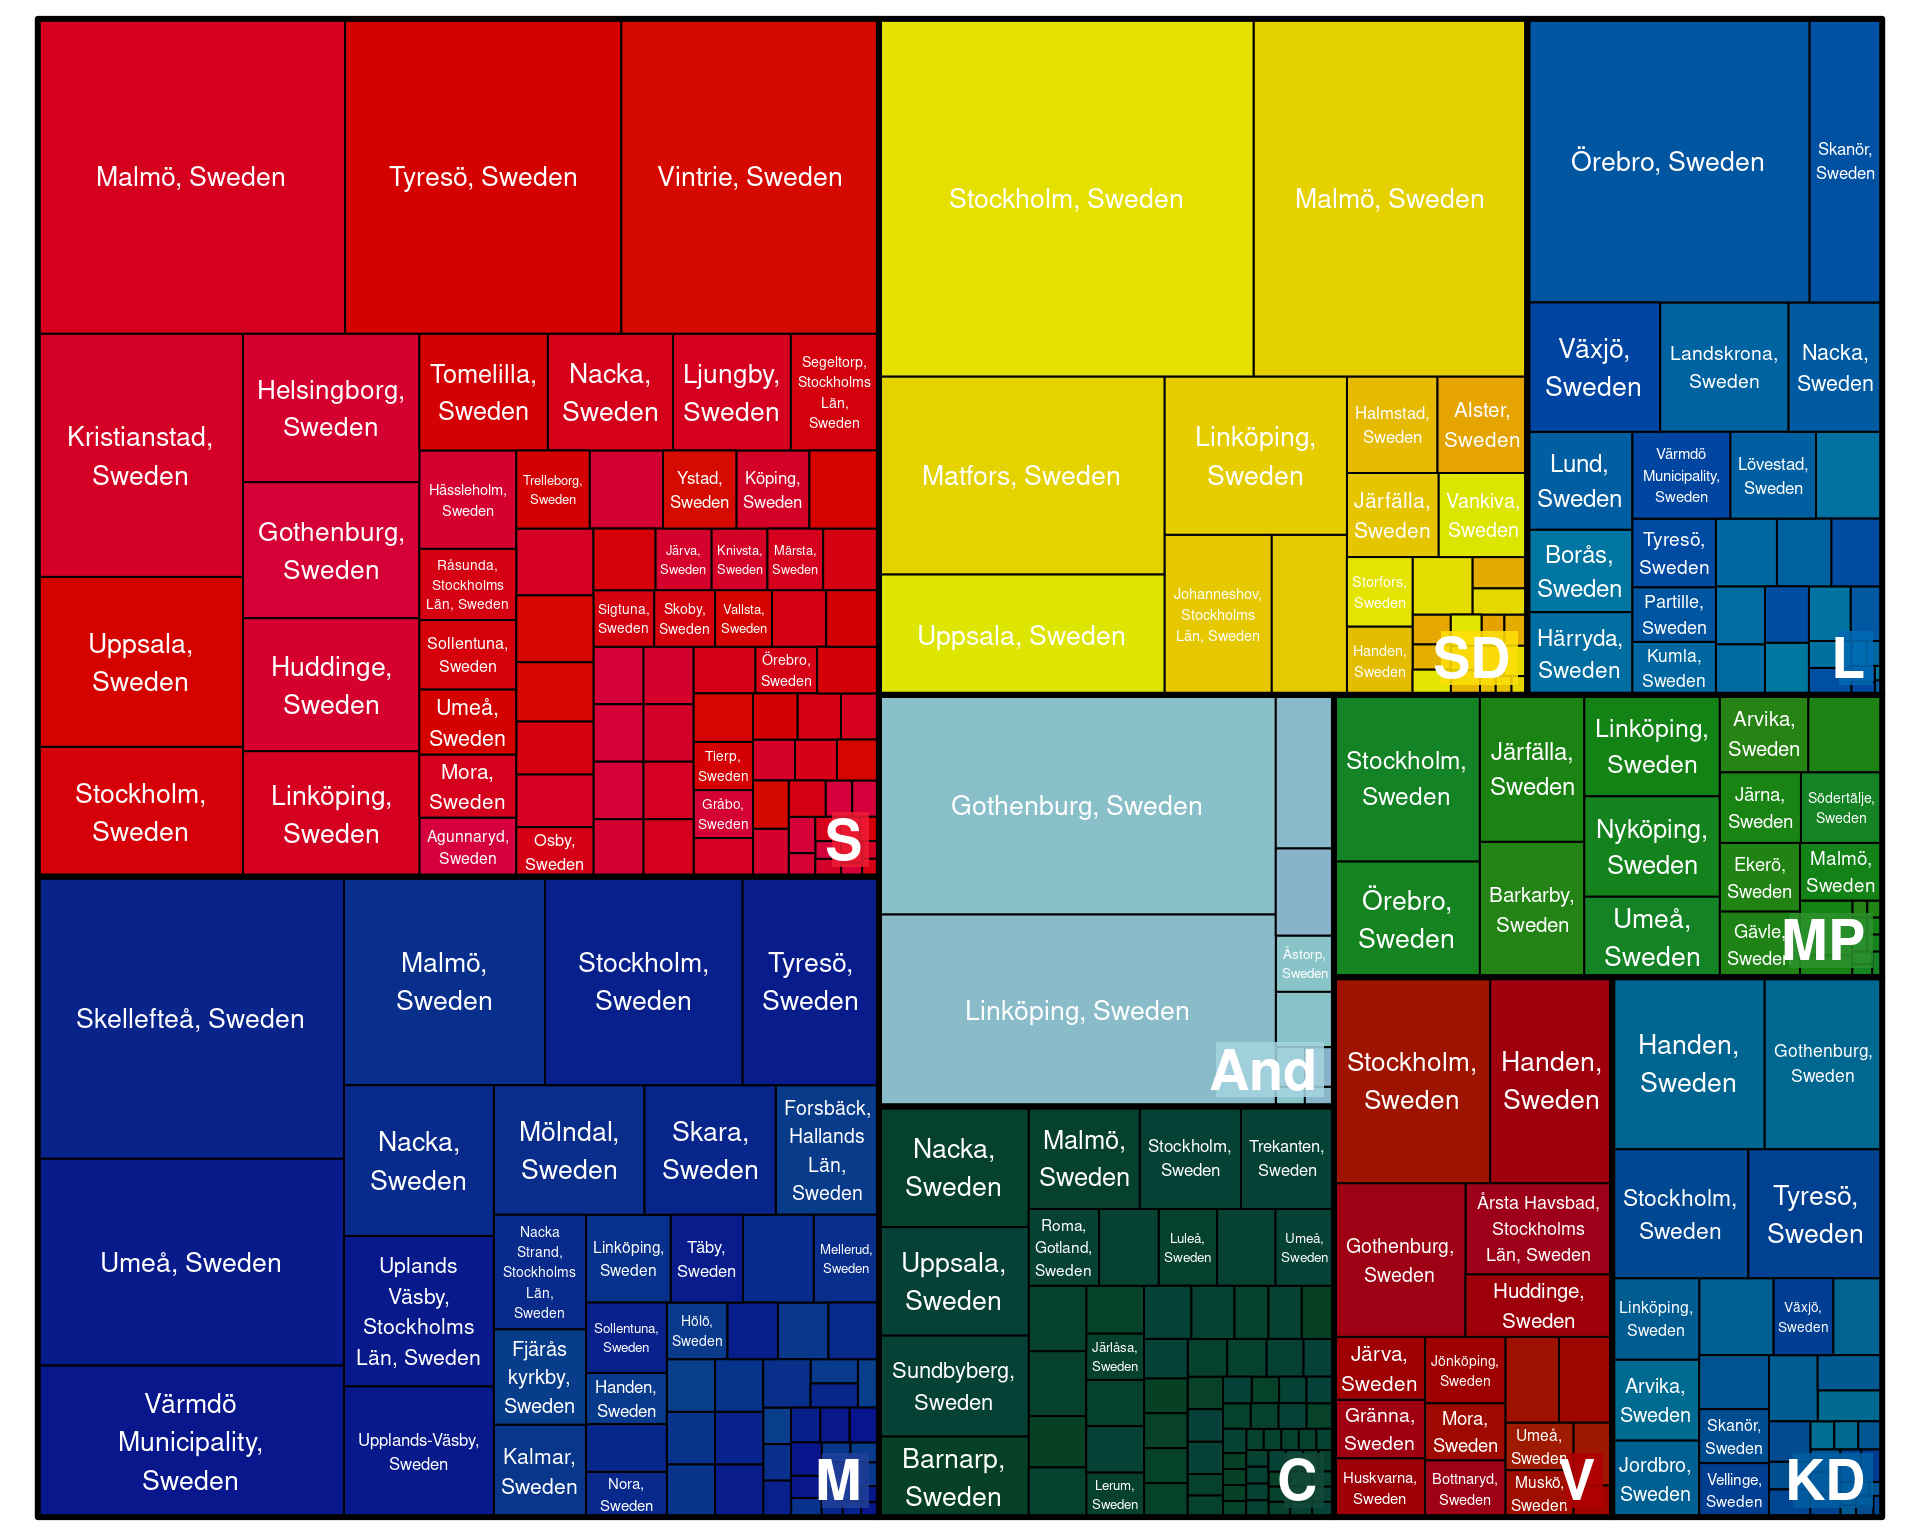 Malmö, Sweden
Tyresö, Sweden
Vintrie, Sweden
Kristianstad,
Sweden
Uppsala,
Sweden
Stockholm,
Sweden
Helsingborg,
Sweden
Gothenburg,
Sweden
Huddinge,
Sweden
Linköping,
Sweden
Tomelilla,
Sweden
Nacka,
Sweden
Ljungby,
Sweden
Segeltorp,
Stockholms
Län,
Sweden
Hässleholm,
Sweden
Råsunda,
Stockholms
Län, Sweden
Sollentuna,
Sweden
Umeå,
Sweden
Mora,
Sweden
Agunnaryd,
Sweden
Trelleborg,
Sweden
Ystad,
Sweden
Köping,
Sweden
Järva,
Sweden
Knivsta,
Sweden
Märsta,
Sweden
Sigtuna,
Sweden
Skoby,
Sweden
Vallsta,
Sweden
Örebro,
Sweden
Tierp,
Sweden
Gråbo,
Sweden
Osby,
Sweden
S
Stockholm, Sweden
Malmö, Sweden
Matfors, Sweden
Uppsala, Sweden
Linköping,
Sweden
Johanneshov,
Stockholms
Län, Sweden
Halmstad,
Sweden
Alster,
Sweden
Järfälla,
Sweden
Vankiva,
Sweden
Storfors,
Sweden
Handen,
Sweden
SD
Örebro, Sweden
Skanör,
Sweden
Växjö,
Sweden
Landskrona,
Sweden
Nacka,
Sweden
Lund,
Sweden
Borås,
Sweden
Härryda,
Sweden
Värmdö
Municipality,
Sweden
Lövestad,
Sweden
Tyresö,
Sweden
Partille,
Sweden
Kumla,
Sweden
L
Skellefteå, Sweden
Umeå, Sweden
Värmdö
Municipality,
Sweden
Malmö,
Sweden
Stockholm,
Sweden
Tyresö,
Sweden
Nacka,
Sweden
Uplands
Väsby,
Stockholms
Län, Sweden
Upplands-Väsby,
Sweden
Mölndal,
Sweden
Skara,
Sweden
Forsbäck,
Hallands
Län,
Sweden
Nacka
Strand,
Stockholms
Län,
Sweden
Fjärås
kyrkby,
Sweden
Kalmar,
Sweden
Linköping,
Sweden
Täby,
Sweden
Mellerud,
Sweden
Sollentuna,
Sweden
Hölö,
Sweden
Handen,
Sweden
Nora,
Sweden
M
Gothenburg, Sweden
Linköping, Sweden
Åstorp,
Sweden
And
Nacka,
Sweden
Uppsala,
Sweden
Sundbyberg,
Sweden
Barnarp,
Sweden
Malmö,
Sweden
Stockholm,
Sweden
Trekanten,
Sweden
Roma,
Gotland,
Sweden
Luleå,
Sweden
Umeå,
Sweden
Järlåsa,
Sweden
Lerum,
Sweden
C
Stockholm,
Sweden
Örebro,
Sweden
Järfälla,
Sweden
Barkarby,
Sweden
Linköping,
Sweden
Nyköping,
Sweden
Umeå,
Sweden
Arvika,
Sweden
Järna,
Sweden
Södertälje,
Sweden
Ekerö,
Sweden
Malmö,
Sweden
Gävle,
Sweden
MP
Stockholm,
Sweden
Handen,
Sweden
Gothenburg,
Sweden
Årsta Havsbad,
Stockholms
Län, Sweden
Huddinge,
Sweden
Järva,
Sweden
Gränna,
Sweden
Huskvarna,
Sweden
Jönköping,
Sweden
Mora,
Sweden
Bottnaryd,
Sweden
Umeå,
Sweden
Muskö,
Sweden
V
Handen,
Sweden
Gothenburg,
Sweden
Stockholm,
Sweden
Tyresö,
Sweden
Linköping,
Sweden
Växjö,
Sweden
Arvika,
Sweden
Skanör,
Sweden
Jordbro,
Sweden
Vellinge,
Sweden
KD